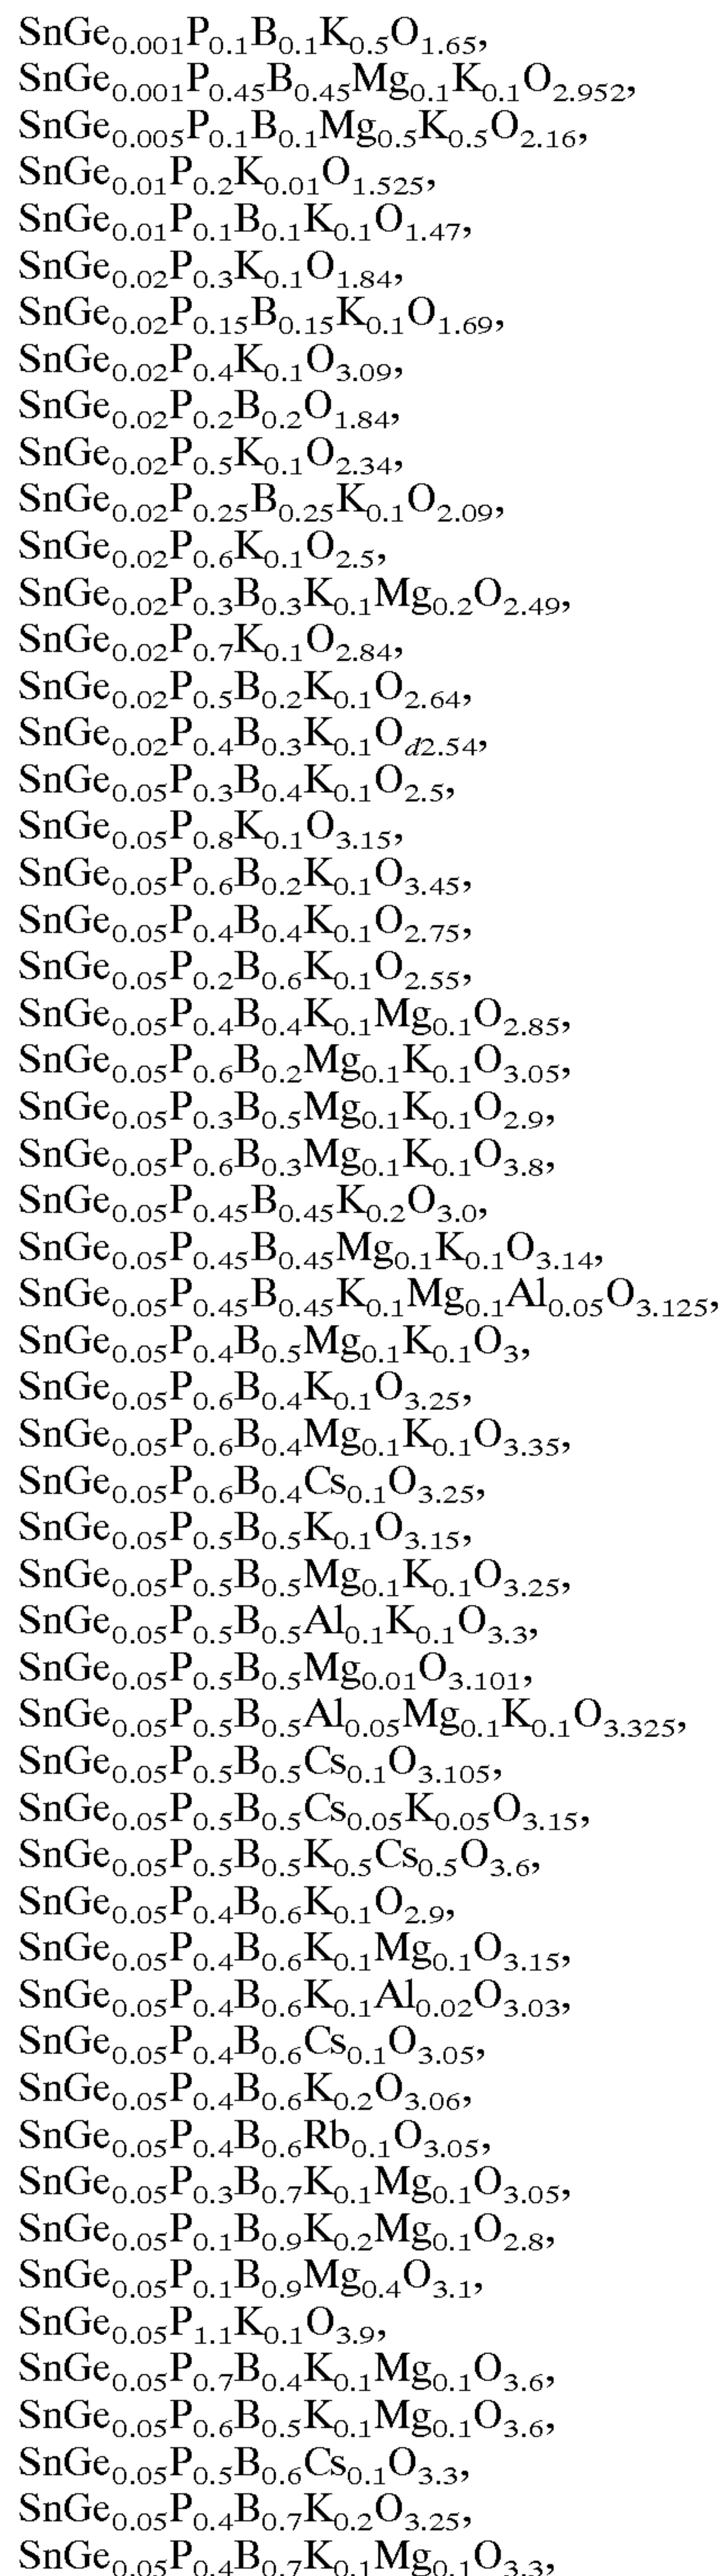 SnGe0.001P0.1B0.1K0.5O1.65,
SnGe0.001P0.45B0.45Mg0.1K0.1O2.952,
SnGe0.005P0.1B0.1Mg0.5K0.5O2.16,
SnGe0.01P0.2K0.01O1.525,
SnGe0.01P0.1B0.1K0.1O1.47,
SnGe0.02P0.3K0.1O1.84,
SnGe0.02P0.15B0.15K0.1O1.69,
SnGe0.02P0.4K0.1O3.09,
SnGe0.02P0.2B0.2O1.84,
SnGe0.02P0.5K0.1O2.34,
SnGe0.02P0.25B0.25K0.1O2.09,
SnGe0.02P0.6K0.1O2.5,
SnGe0.02P0.3B0.3K0.1Mg0.2O2.49,
SnGe0.02P0.7K0.1O2.84,
SnGe0.02P0.5B0.2K0.1O2.64,
SnGe0.02P0.4B0.3K0.1Od2.54,
SnGe0.05P0.3B0.4K0.1O2.5,
SnGe0.05P0.8K0.1O3.15,
SnGe0.05P0.6B0.2K0.1O3.45,
SnGe0.05P0.4B0.4K0.1O2.75,
SnGe0.05P0.2B0.6K0.1O2.55,
SnGe0.05P0.4B0.4K0.1Mg0.1O2.85,
SnGe0.05P0.6B0.2Mg0.1K0.1O3.05,
SnGe0.05P0.3B0.5Mg0.1K0.1O2.9,
SnGe0.05P0.6B0.3Mg0.1K0.1O3.8,
SnGe0.05P0.45B0.45K0.2O3.0,
SnGe0.05P0.45B0.45Mg0.1K0.1O3.14,
SnGe0.05P0.45B0.45K0.1Mg0.1Al0.05O3.125,
SnGe0.05P0.4B0.5Mg0.1K0.1O3,
SnGe0.05P0.6B0.4K0.1O3.25,
SnGe0.05P0.6B0.4Mg0.1K0.1O3.35,
SnGe0.05P0.6B0.4Cs0.1O3.25,
SnGe0.05P0.5B0.5K0.1O3.15,
SnGe0.05P0.5B0.5Mg0.1K0.1O3.25,
SnGe0.05P0.5B0.5Al0.1K0.1O3.3,
SnGe0.05P0.5B0.5Mg0.01O3.101,
SnGe0.05P0.5B0.5Al0.05Mg0.1K0.1O3.325,
SnGe0.05P0.5B0.5Cs0.1O3.105,
SnGe0.05P0.5B0.5Cs0.05K0.05O3.15,
SnGe0.05P0.5B0.5K0.5Cs0.5O3.6,
SnGe0.05P0.4B0.6K0.1O2.9,
SnGe0.05P0.4B0.6K0.1Mg0.1O3.15,
SnGe0.05P0.4B0.6K0.1Al0.02O3.03,
SnGe0.05P0.4B0.6Cs0.1O3.05,
SnGe0.05P0.4B0.6K0.2O3.06,
SnGe0.05P0.4B0.6Rb0.1O3.05,
SnGe0.05P0.3B0.7K0.1Mg0.1O3.05,
SnGe0.05P0.1B0.9K0.2Mg0.1O2.8,
SnGe0.05P0.1B0.9Mg0.4O3.1,
SnGe0.05P1.1K0.1O3.9,
SnGe0.05P0.7B0.4K0.1Mg0.1O3.6,
SnGe0.05P0.6B0.5K0.1Mg0.1O3.6,
SnGe0.05P0.5B0.6Cs0.1O3.3,
SnGe0.05P0.4B0.7K0.2O3.25,
SnGe0.05P0.4B0.7K0.1Mg0.1O3.3,